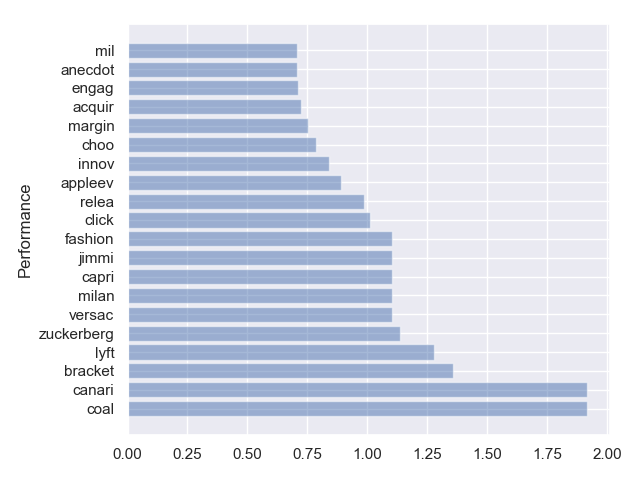 mil
anecdot
engag
acquir
margin
choo
innov
appleev
relea
click
fashion
jimmi
capri
milan
versac
zuckerberg
lyft
bracket
canari
coal
Performance
0.00 0.25 0.50 0.75 1.00 1.25 1.50 1.75 2.00